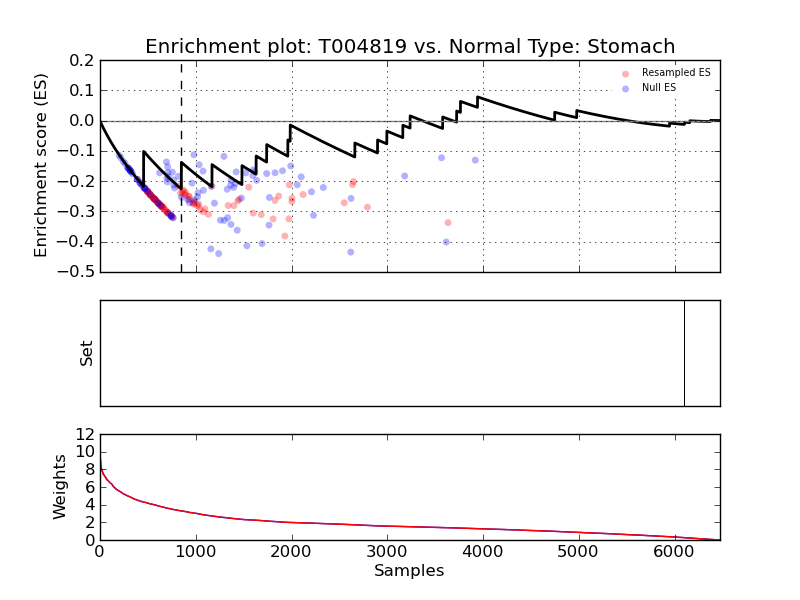 Enrichment plot: T004819 vs. Normal Type: Stomach
Enrichment score (ES)
0.2
0.1
0.0
−0.1
−0.2
−0.3
−0.4
−0.5
Resampled ES
Null ES
Set
Weights
12
10
8
6
4
2
0
0 1000 2000 3000 4000 5000 6000
Samples